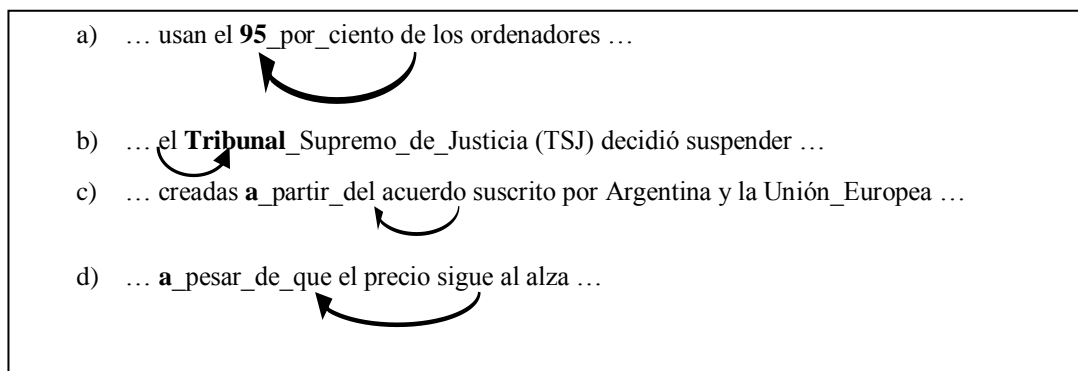 a) … usan el 95_por_ciento de los ordenadores …
b) … el Tribunal_Supremo_de_Justicia (TSJ) decidió suspender …
c) … creadas a_partir_del acuerdo suscrito por Argentina y la Unión_Europea …
d) … a_pesar_de_que el precio sigue al alza …